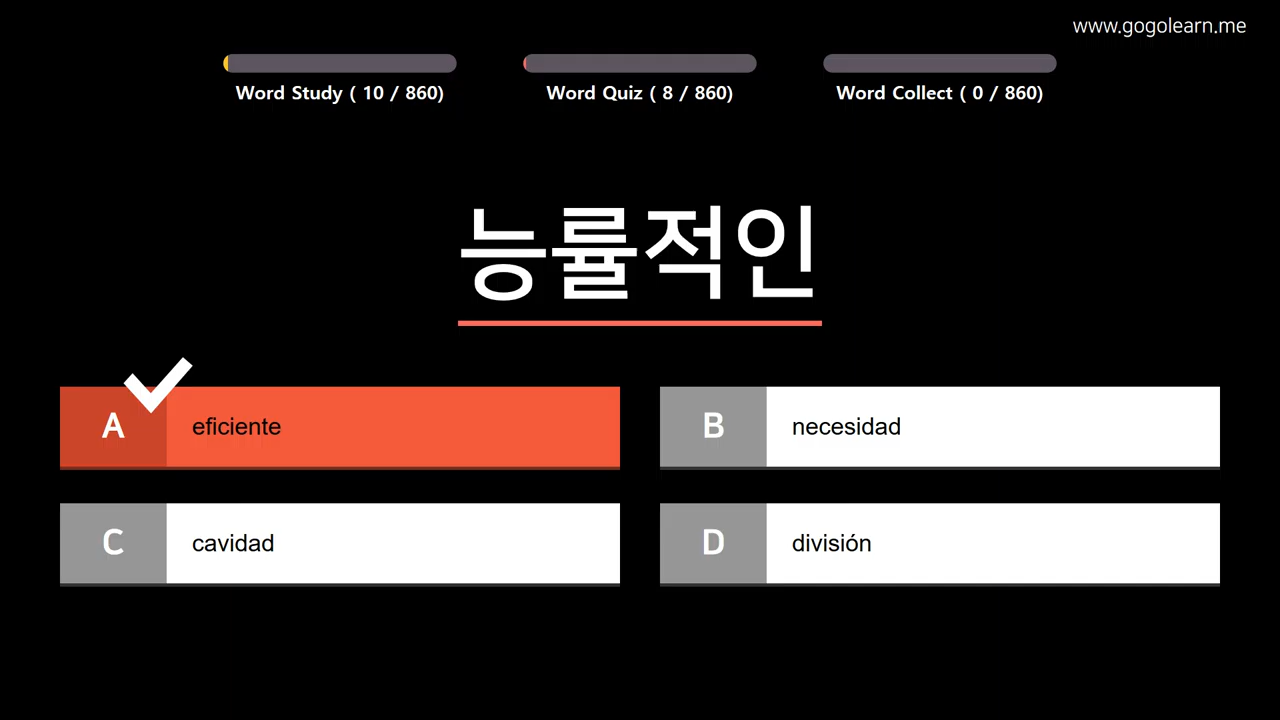 www.gogolearn.me
Word Study ( 10 / 860)
Word Quiz ( 8 / 860)
Word Collect ( 0 / 860)
능률적인
A eficiente
B necesidad
C cavidad
D división